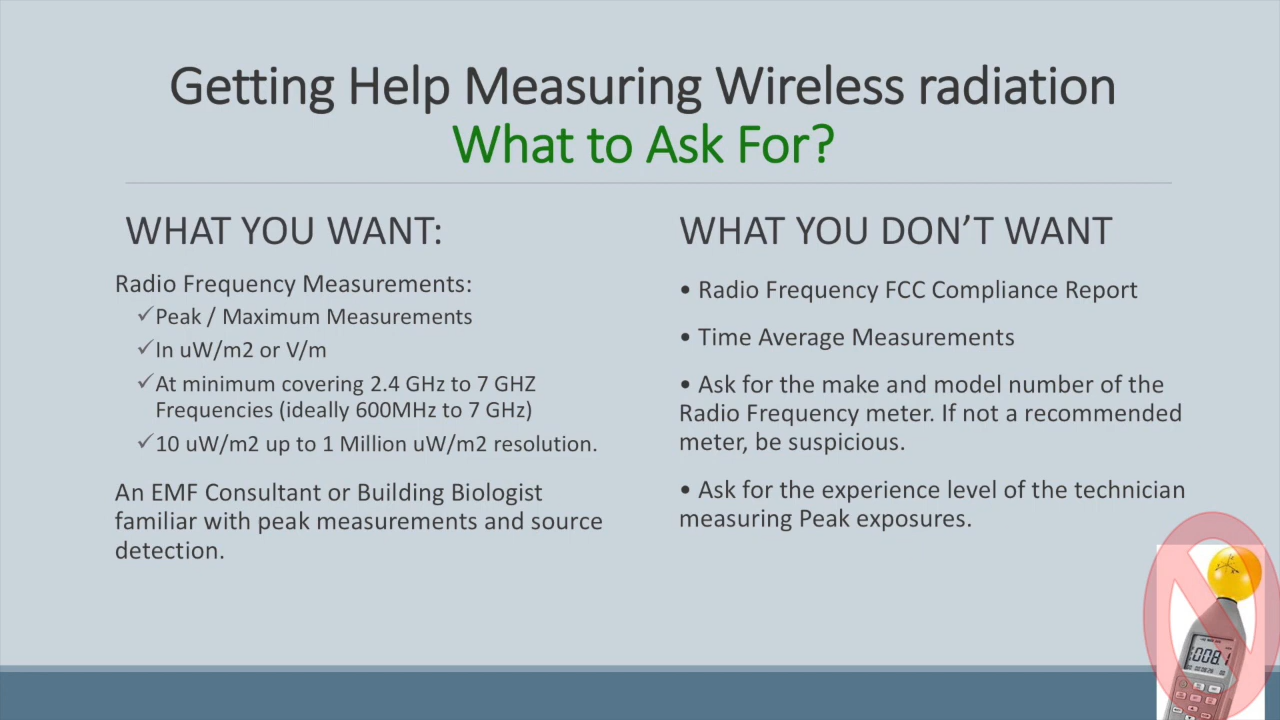 Getting Help Measuring Wireless radiation
What to Ask For?
WHAT YOU WANT:
Radio Frequency Measurements:
✓Peak / Maximum Measurements
✓In uW/m2 or V/m
✓At minimum covering 2.4 GHz to 7 GHZ
Frequencies (ideally 600MHz to 7 GHz)
✓10 uW/m2 up to 1 Million uW/m2 resolution.
An EMF Consultant or Building Biologist
familiar with peak measurements and source
detection.
WHAT YOU DON’T WANT
• Radio Frequency FCC Compliance Report
• Time Average Measurements
• Ask for the make and model number of the
Radio Frequency meter. If not a recommended
meter, be suspicious.
• Ask for the experience level of the technician
measuring Peak exposures.